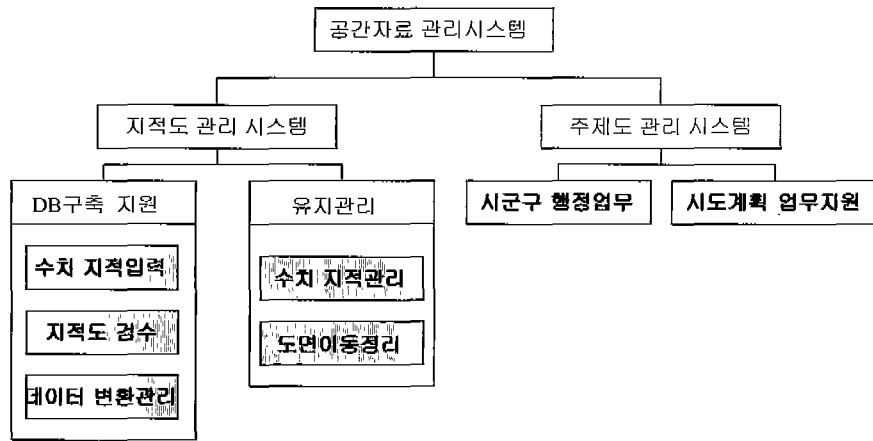 공간자료 관리시스템
지적도 관리 시스템
주제도 관리 시스템
DB구축 지원
유지관리
시군구 행정업무
시도계획 업무지원
수치 지적입력
수치 지적관리
지적도 검수
도면이동정리
데이터 변환관리